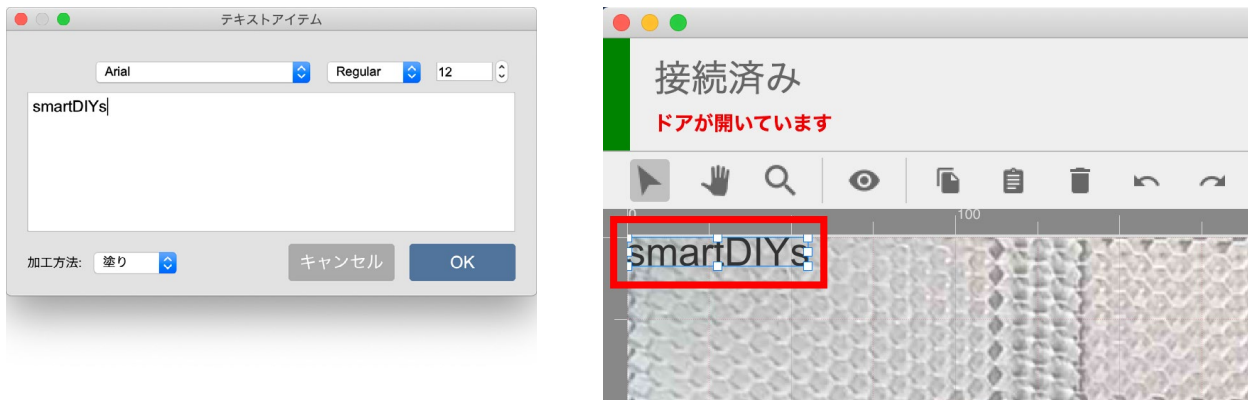 テキストアイテム
Arial Regular 12
smartDIYs
加工方法: 塗り キャンセル OK
接続済み
ドアが開いています
0 100
smartDIYs